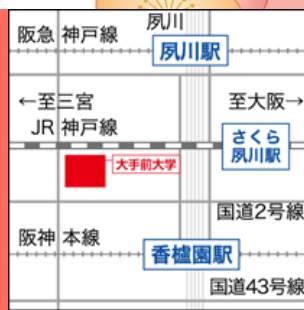 夙川
阪急 神戸線
夙川駅
←至三宮
至大阪→
JR 神戸線
さくら
夙川駅
大手前大学
国道2号線
阪神 本線
香櫨園駅
国道43号線